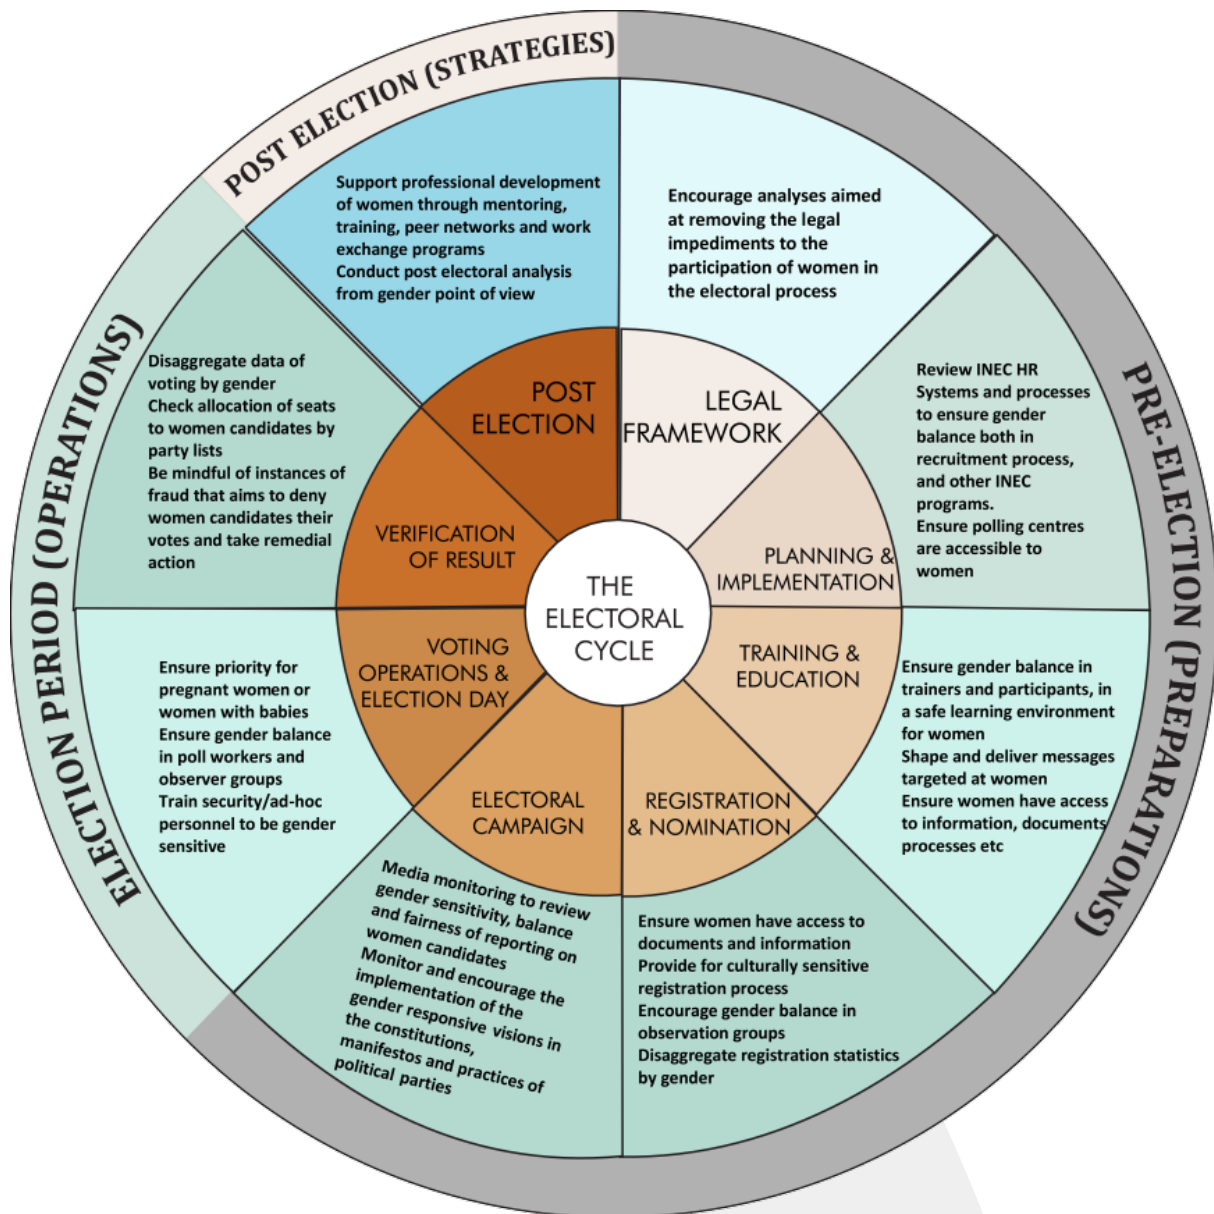 POST ELECTION (STRATEGIES)
PRE-ELECTION (PREPARATIONS)
ELECTION PERIOD (OPERATIONS)
THE
ELECTORAL
CYCLE
LEGAL
FRAMEWORK
Encourage analyses aimed
at removing the legal
impediments to the
participation of women in
the electoral process
PLANNING &
IMPLEMENTATION
Review INEC HR
Systems and processes
to ensure gender
balance both in
recruitment process,
and other INEC
programs.
Ensure polling centres
are accessible to
women
TRAINING &
EDUCATION
Ensure gender balance in
trainers and participants, in
a safe learning environment
for women
Shape and deliver messages
targeted at women
Ensure women have access
to information, documents
processes etc
REGISTRATION
& NOMINATION
Ensure women have access to
documents and information
Provide for culturally sensitive
registration process
Encourage gender balance in
observation groups
Disaggregate registration statistics
by gender
ELECTORAL
CAMPAIGN
Media monitoring to review
gender sensitivity, balance
and fairness of reporting on
women candidates
Monitor and encourage the
implementation of the
gender responsive visions in
the constitutions,
manifestos and practices of
political parties
VOTING
OPERATIONS &
ELECTION DAY
Ensure priority for
pregnant women or
women with babies
Ensure gender balance
in poll workers and
observer groups
Train security/ad-hoc
personnel to be gender
sensitive
VERIFICATION
OF RESULT
Disaggregate data of
voting by gender
Check allocation of seats
to women candidates by
party lists
Be mindful of instances of
fraud that aims to deny
women candidates their
votes and take remedial
action
POST
ELECTION
Support professional development
of women through mentoring,
training, peer networks and work
exchange programs
Conduct post electoral analysis
from gender point of view